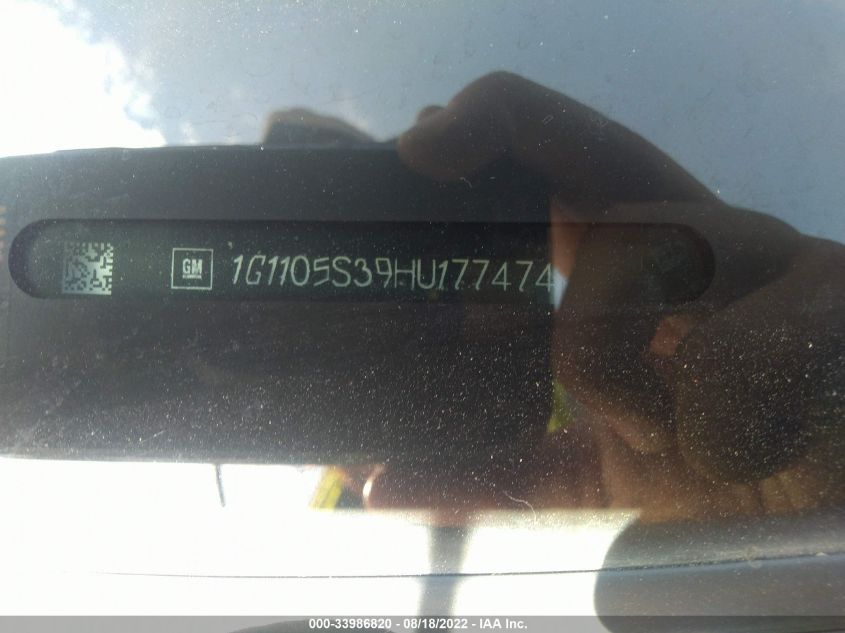 GM 1G1105S39HU177474
000-33986820 - 08/18/2022 - IAA Inc.